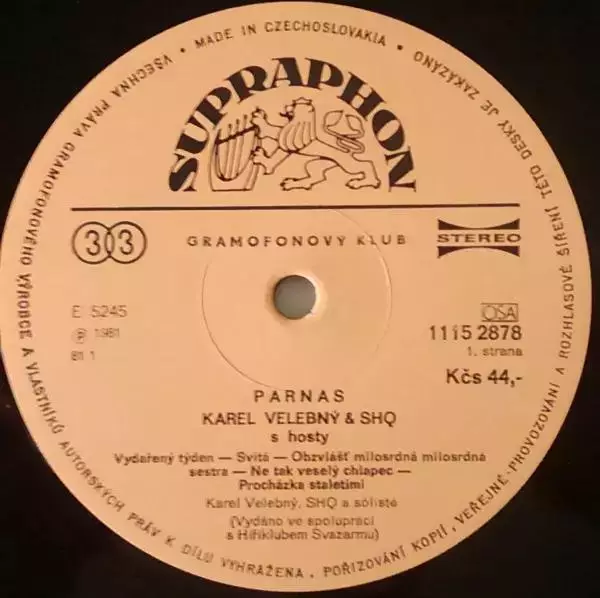 VŠECHNA PRÁVA GRAMOFONOVÉHO VÝROBCE A VLASTNÍKŮ AUTORSKÝCH PRÁV K DÍLU VYHRAŽENA. POŘIZOVÁNÍ KOPIÍ, VEŘEJNÉ PROVOZOVÁNÍ A ROZHLASOVÉ ŠÍŘENÍ TÉTO DESKY JE ZAKÁZÁNO
MADE IN CZECHOSLOVAKIA
SUPRAPHON
33 GRAMOFONOVÝ KLUB STEREO
E 5245 OSA
Ⓟ 1981 1115 2878
81 1 1. strana
Kčs 44,-
PARNAS
KAREL VELEBNÝ & SHQ
s hosty
Vydařený týden — Svítá — Obzvlášť milosrdná milosrdná
sestra — Ne tak veselý chlapec —
Procházka staletími
Karel Velebný, SHQ a sólisté
(Vydáno ve spolupráci
s Hifiklubem Svazarmu)